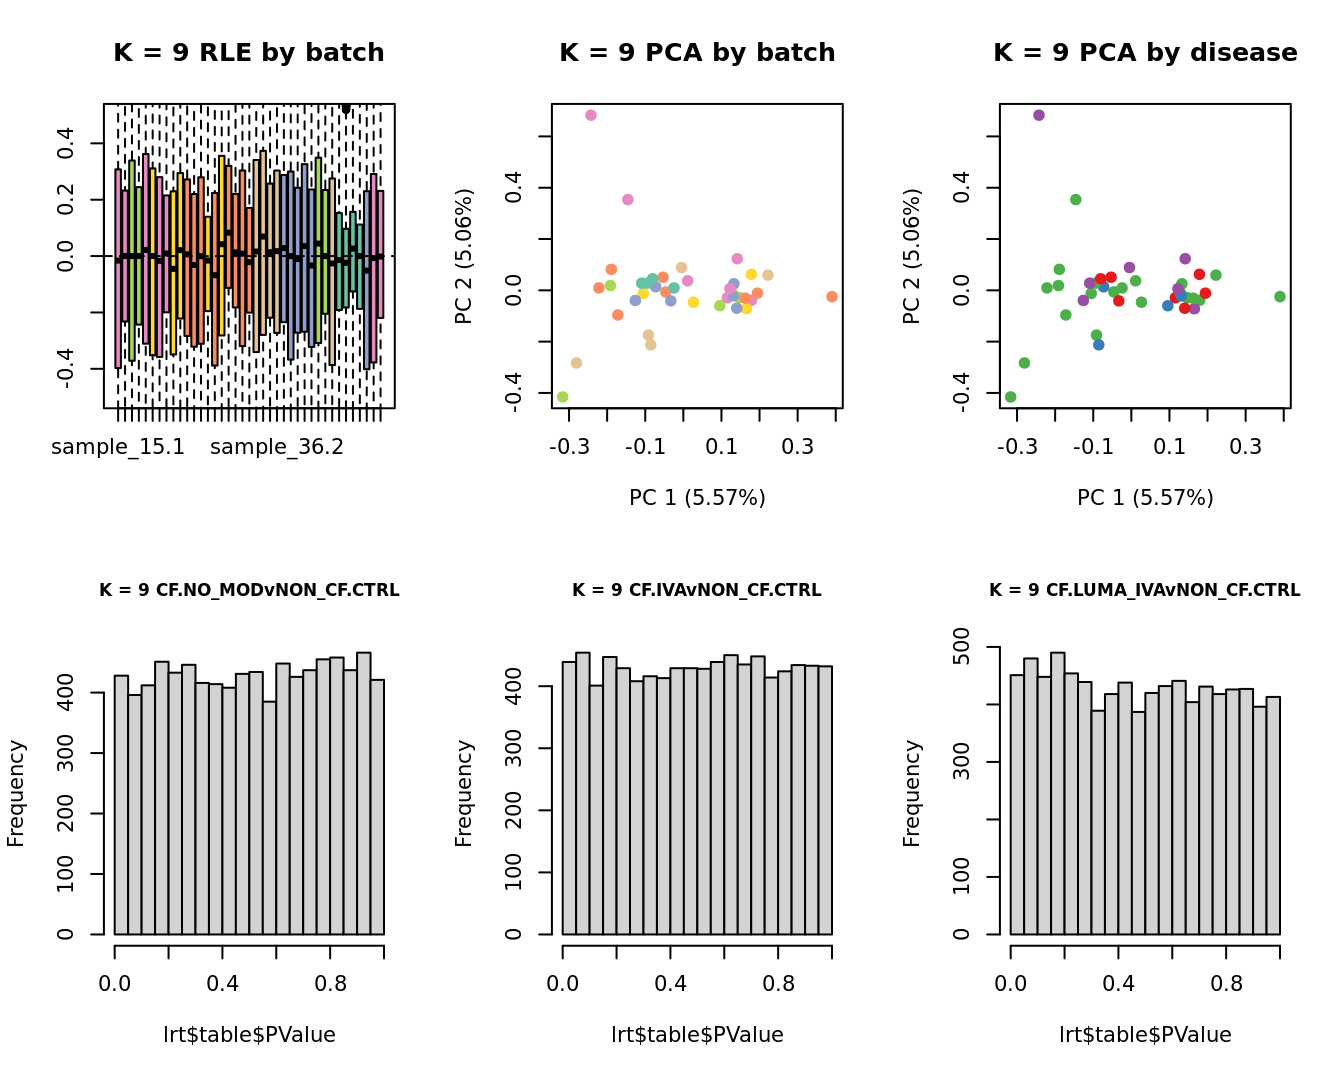 K = 9 RLE by batch
0.4
0.2
0.0
-0.4
sample_15.1 sample_36.2
K = 9 PCA by batch
PC 2 (5.06%)
0.4
0.0
-0.4
-0.3 -0.1 0.1 0.3
PC 1 (5.57%)
K = 9 PCA by disease
PC 2 (5.06%)
0.4
0.0
-0.4
-0.3 -0.1 0.1 0.3
PC 1 (5.57%)
K = 9 CF.NO_MODvNON_CF.CTRL
Frequency
400
300
200
100
0
0.0 0.4 0.8
lrt$table$PValue
K = 9 CF.IVAvNON_CF.CTRL
Frequency
400
300
200
100
0
0.0 0.4 0.8
lrt$table$PValue
K = 9 CF.LUMA_IVAvNON_CF.CTRL
Frequency
500
300
100
0
0.0 0.4 0.8
lrt$table$PValue